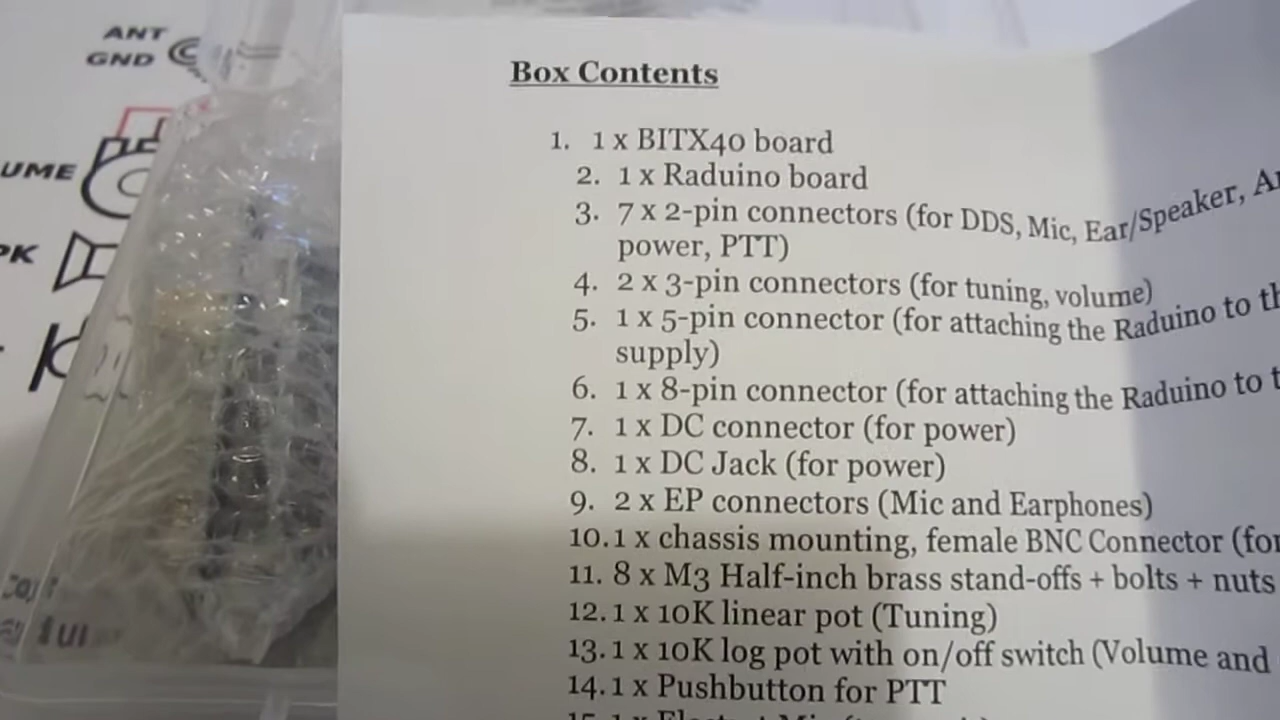 ANT
GND
UME
PK
Box Contents
1. 1 x BITX40 board
2. 1 x Raduino board
3. 7 x 2-pin connectors (for DDS, Mic, Ear/Speaker,
power, PTT)
4. 2 x 3-pin connectors (for tuning, volume)
5. 1 x 5-pin connector (for attaching the Raduino to
supply)
6. 1 x 8-pin connector (for attaching the Raduino to
7. 1 x DC connector (for power)
8. 1 x DC Jack (for power)
9. 2 x EP connectors (Mic and Earphones)
10. 1 x chassis mounting, female BNC Connector (for
11. 8 x M3 Half-inch brass stand-offs + bolts + nuts
12. 1 x 10K linear pot (Tuning)
13. 1 x 10K log pot with on/off switch (Volume and
14. 1 x Pushbutton for PTT